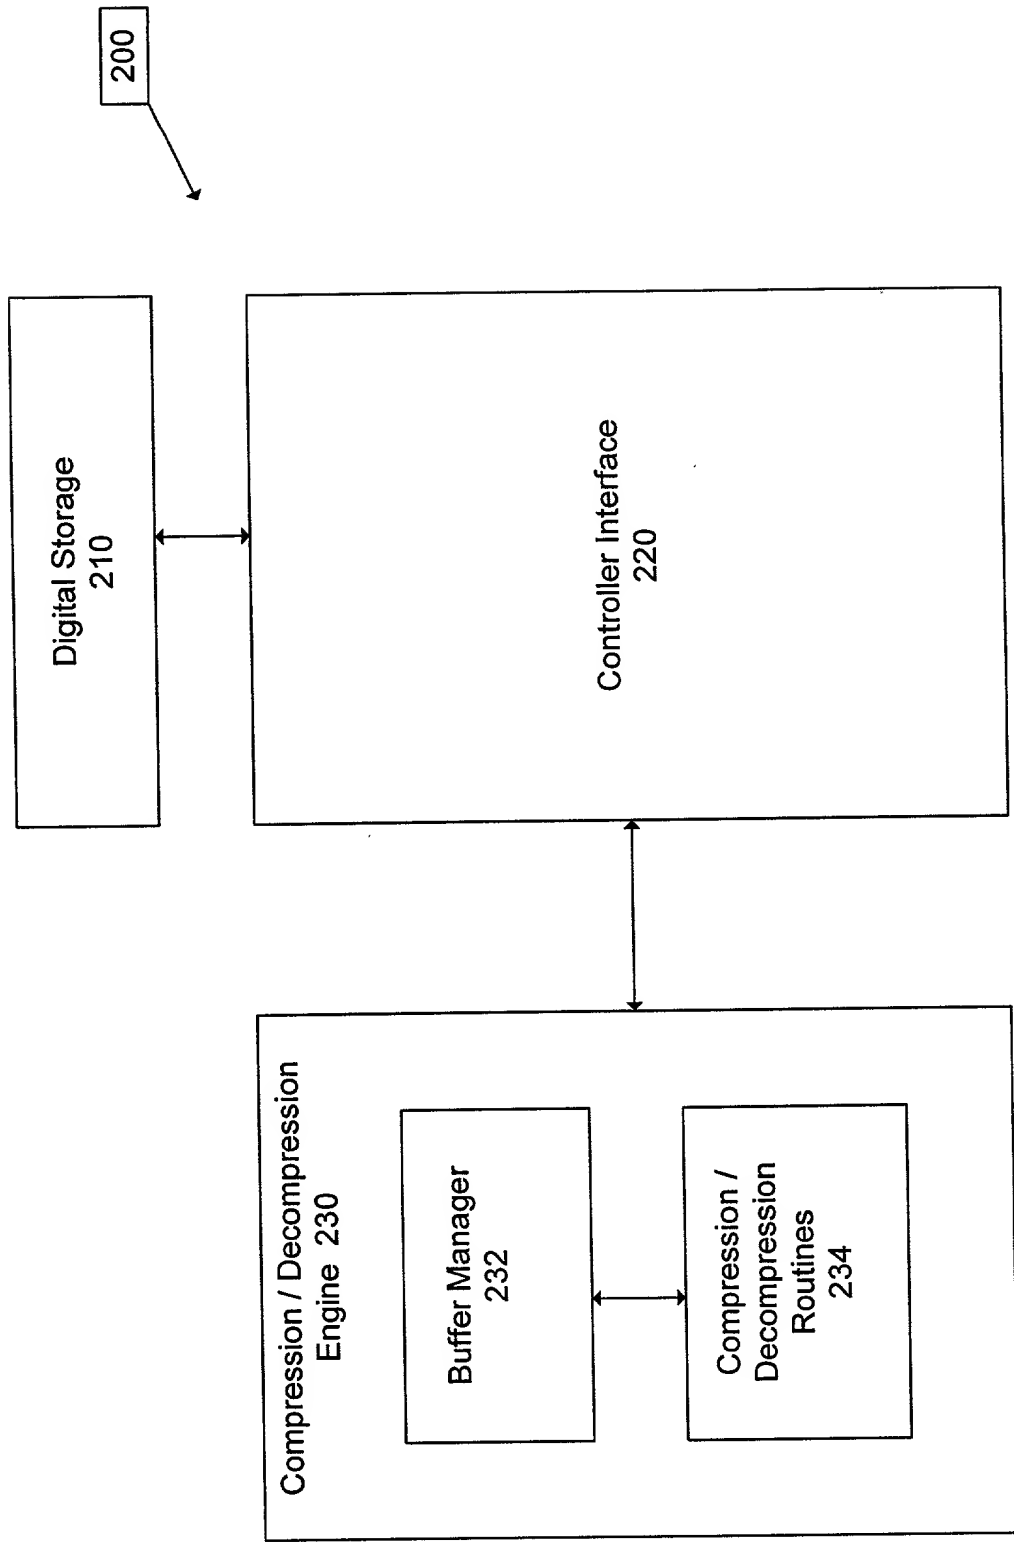 200
Digital Storage
210
Controller Interface
220
Compression / Decompression
Engine 230
Buffer Manager
232
Compression /
Decompression
Routines
234